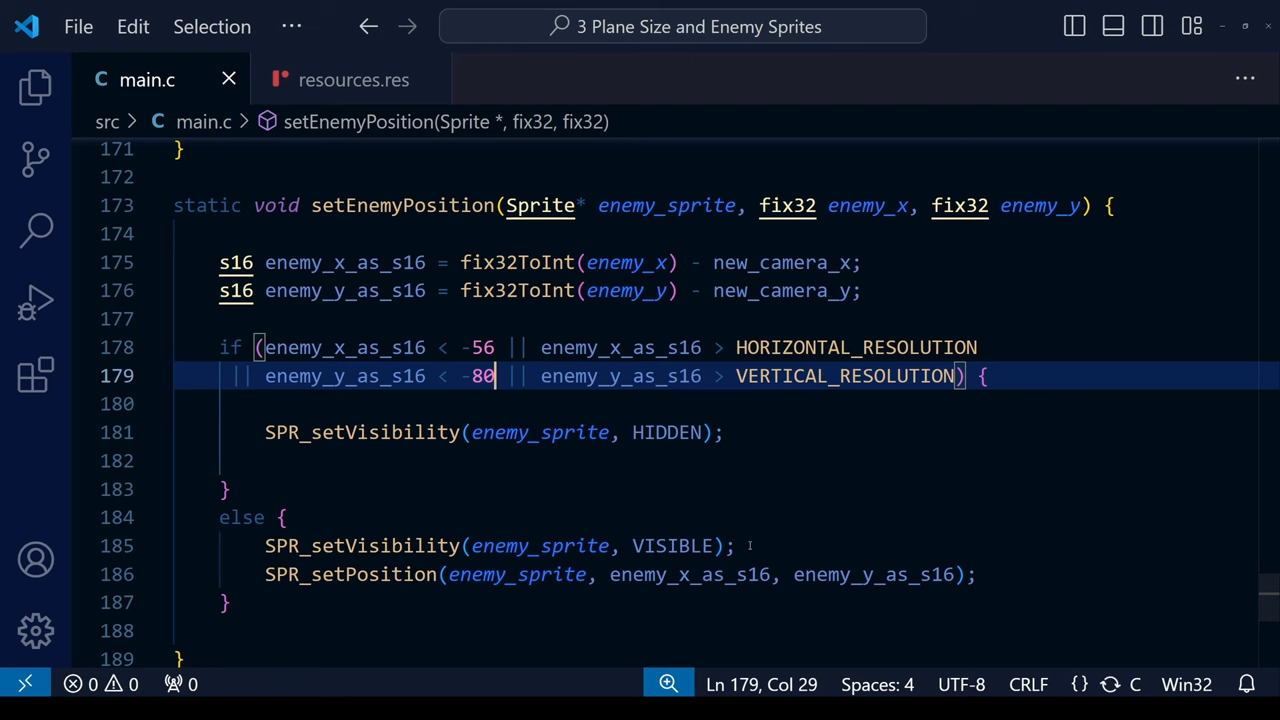 File Edit Selection ··· 3 Plane Size and Enemy Sprites
C main.c resources.res ···
src > C main.c > setEnemyPosition(Sprite *, fix32, fix32)
171 }
172
173 static void setEnemyPosition(Sprite* enemy_sprite, fix32 enemy_x, fix32 enemy_y) {
174
175 s16 enemy_x_as_s16 = fix32ToInt(enemy_x) - new_camera_x;
176 s16 enemy_y_as_s16 = fix32ToInt(enemy_y) - new_camera_y;
177
178 if (enemy_x_as_s16 < -56 || enemy_x_as_s16 > HORIZONTAL_RESOLUTION
179 || enemy_y_as_s16 < -80 || enemy_y_as_s16 > VERTICAL_RESOLUTION) {
180
181 SPR_setVisibility(enemy_sprite, HIDDEN);
182
183 }
184 else {
185 SPR_setVisibility(enemy_sprite, VISIBLE);
186 SPR_setPosition(enemy_sprite, enemy_x_as_s16, enemy_y_as_s16);
187 }
188
189 }
0 0 0 Ln 179, Col 29 Spaces: 4 UTF-8 CRLF {} C Win32